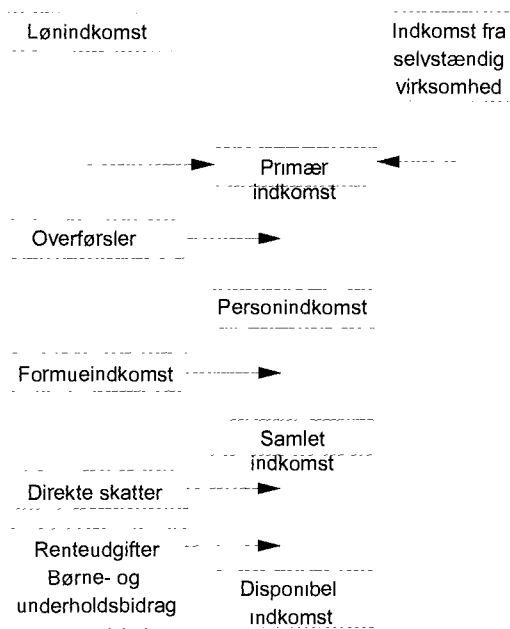 Lønindkomst
Indkomst fra
selvstændig
virksomhed
Primær
indkomst
Overførsler
Personindkomst
Formueindkomst
Samlet
indkomst
Direkte skatter
Renteudgifter
Børne- og
underholdsbidrag
Disponibel
indkomst